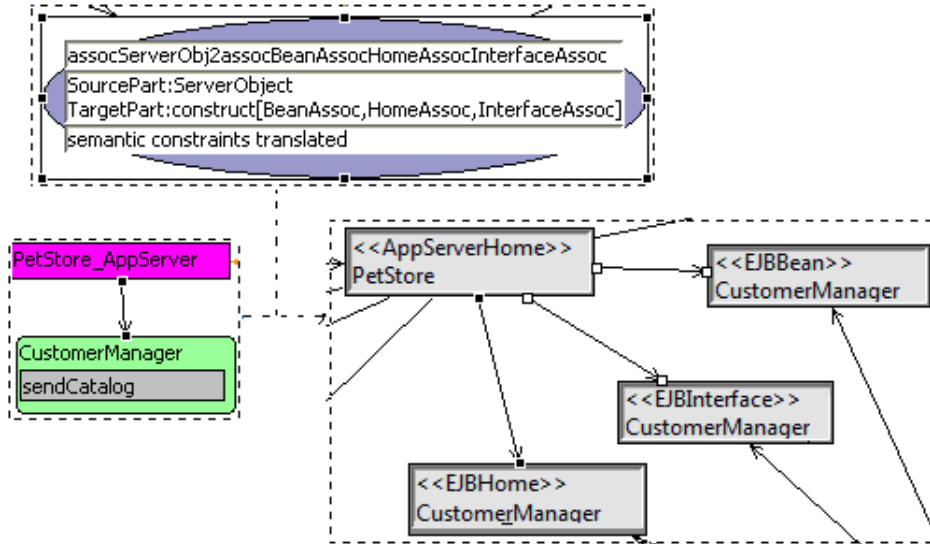 assocServerObj2assocBeanAssocHomeAssocInterfaceAssoc
SourcePart:ServerObject
TargetPart:construct[BeanAssoc,HomeAssoc,InterfaceAssoc]
semantic constraints translated
PetStore_AppServer
CustomerManager
sendCatalog
<<AppServerHome>>
PetStore
<<EJBBean>>
CustomerManager
<<EJBInterface>>
CustomerManager
<<EJBHome>>
CustomerManager